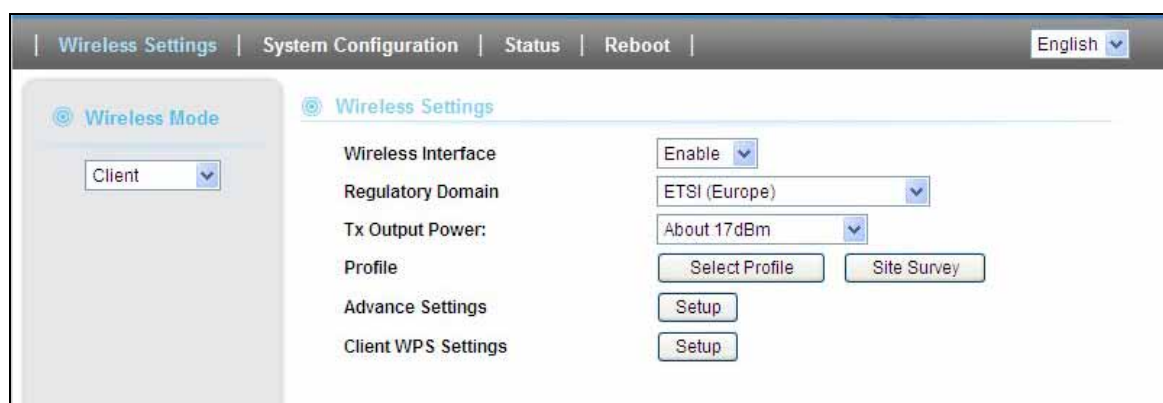 | Wireless Settings | System Configuration | Status | Reboot | English
Wireless Mode
Client
Wireless Settings
Wireless Interface Enable
Regulatory Domain ETSI (Europe)
Tx Output Power: About 17dBm
Profile Select Profile Site Survey
Advance Settings Setup
Client WPS Settings Setup